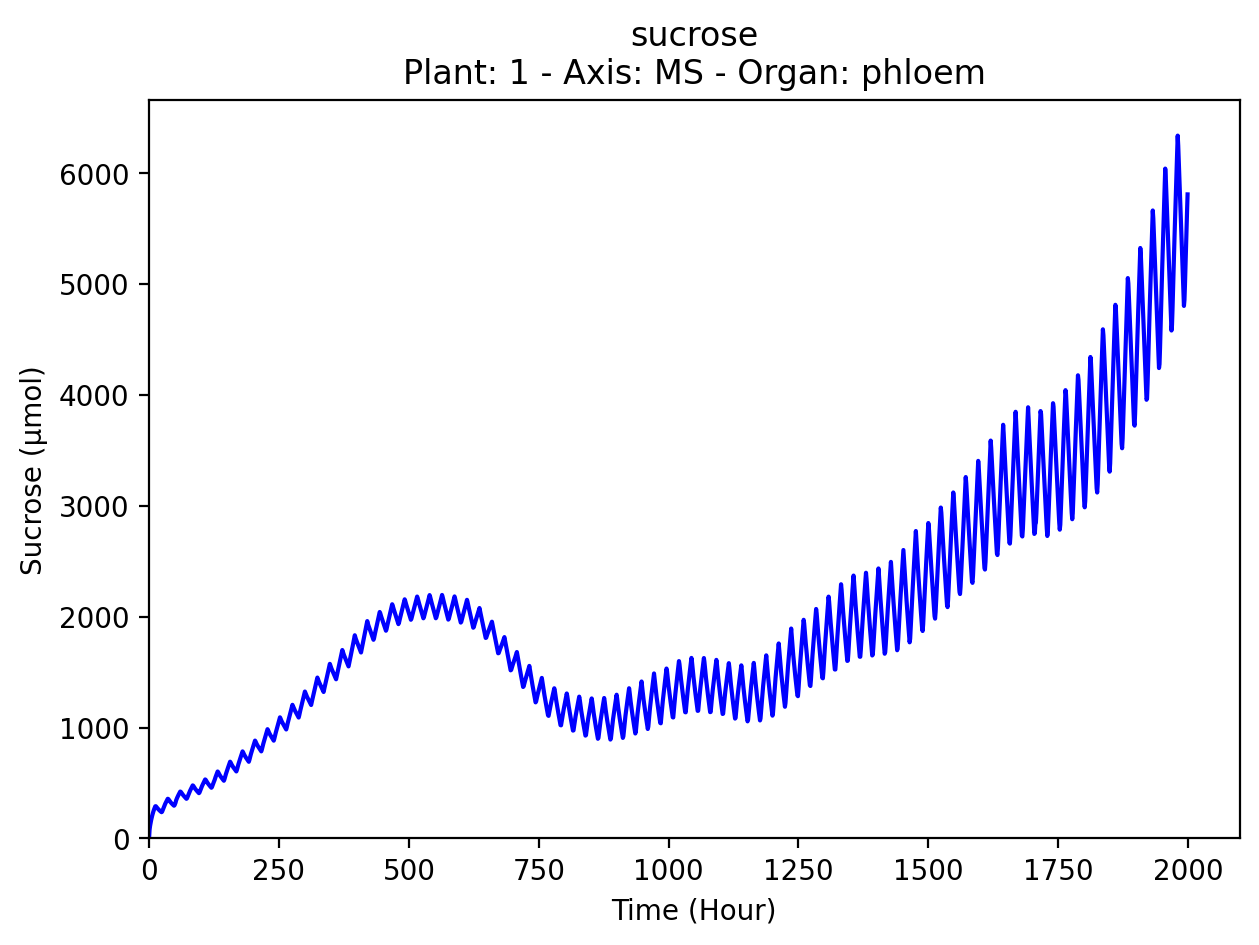 sucrose
Plant: 1 - Axis: MS - Organ: phloem
Sucrose (µmol)
6000
5000
4000
3000
2000
1000
0
0 250 500 750 1000 1250 1500 1750 2000
Time (Hour)